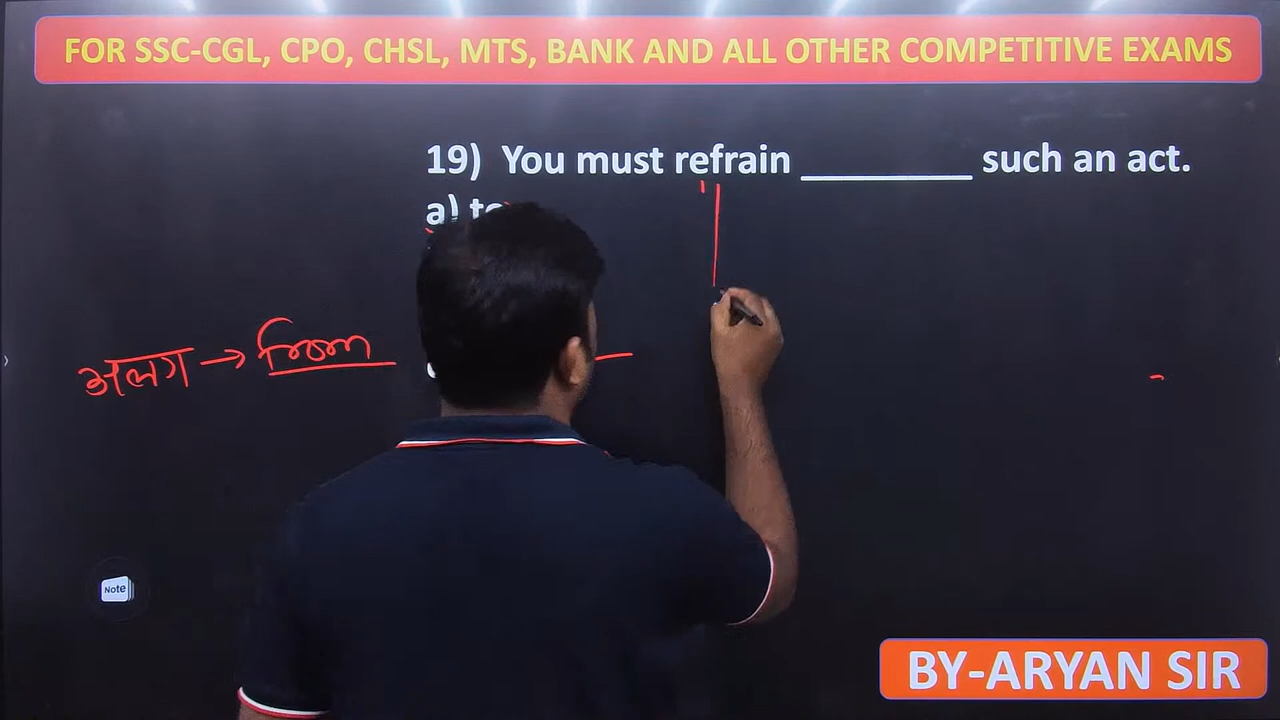 FOR SSC-CGL, CPO, CHSL, MTS, BANK AND ALL OTHER COMPETITIVE EXAMS
19) You must refrain __________ such an act.
a)
अलग → from
Note
BY-ARYAN SIR